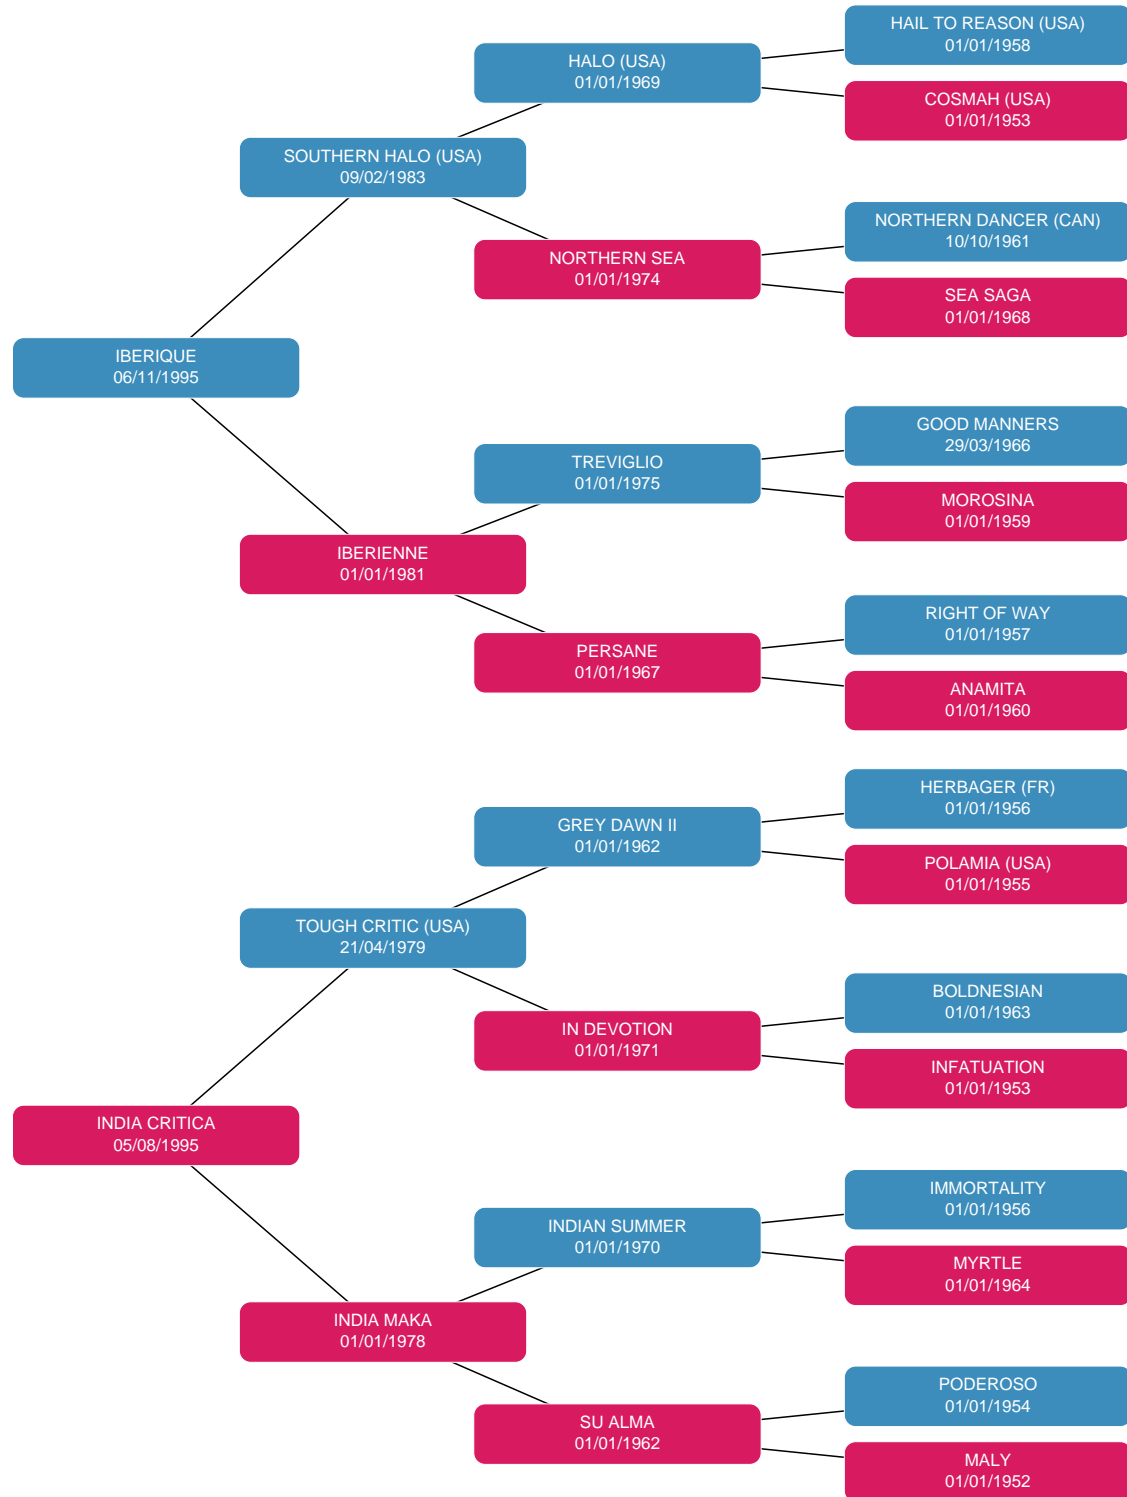 HAIL TO REASON (USA)
01/01/1958
HALO (USA)
01/01/1969
COSMAH (USA)
01/01/1953
SOUTHERN HALO (USA)
09/02/1983
NORTHERN DANCER (CAN)
10/10/1961
NORTHERN SEA
01/01/1974
SEA SAGA
01/01/1968
IBERIQUE
06/11/1995
GOOD MANNERS
29/03/1966
TREVIGLIO
01/01/1975
MOROSINA
01/01/1959
IBERIENNE
01/01/1981
RIGHT OF WAY
01/01/1957
PERSANE
01/01/1967
ANAMITA
01/01/1960
HERBAGER (FR)
01/01/1956
GREY DAWN II
01/01/1962
POLAMIA (USA)
01/01/1955
TOUGH CRITIC (USA)
21/04/1979
BOLDNESIAN
01/01/1963
IN DEVOTION
01/01/1971
INFATUATION
01/01/1953
INDIA CRITICA
05/08/1995
IMMORTALITY
01/01/1956
INDIAN SUMMER
01/01/1970
MYRTLE
01/01/1964
INDIA MAKA
01/01/1978
PODEROSO
01/01/1954
SU ALMA
01/01/1962
MALY
01/01/1952